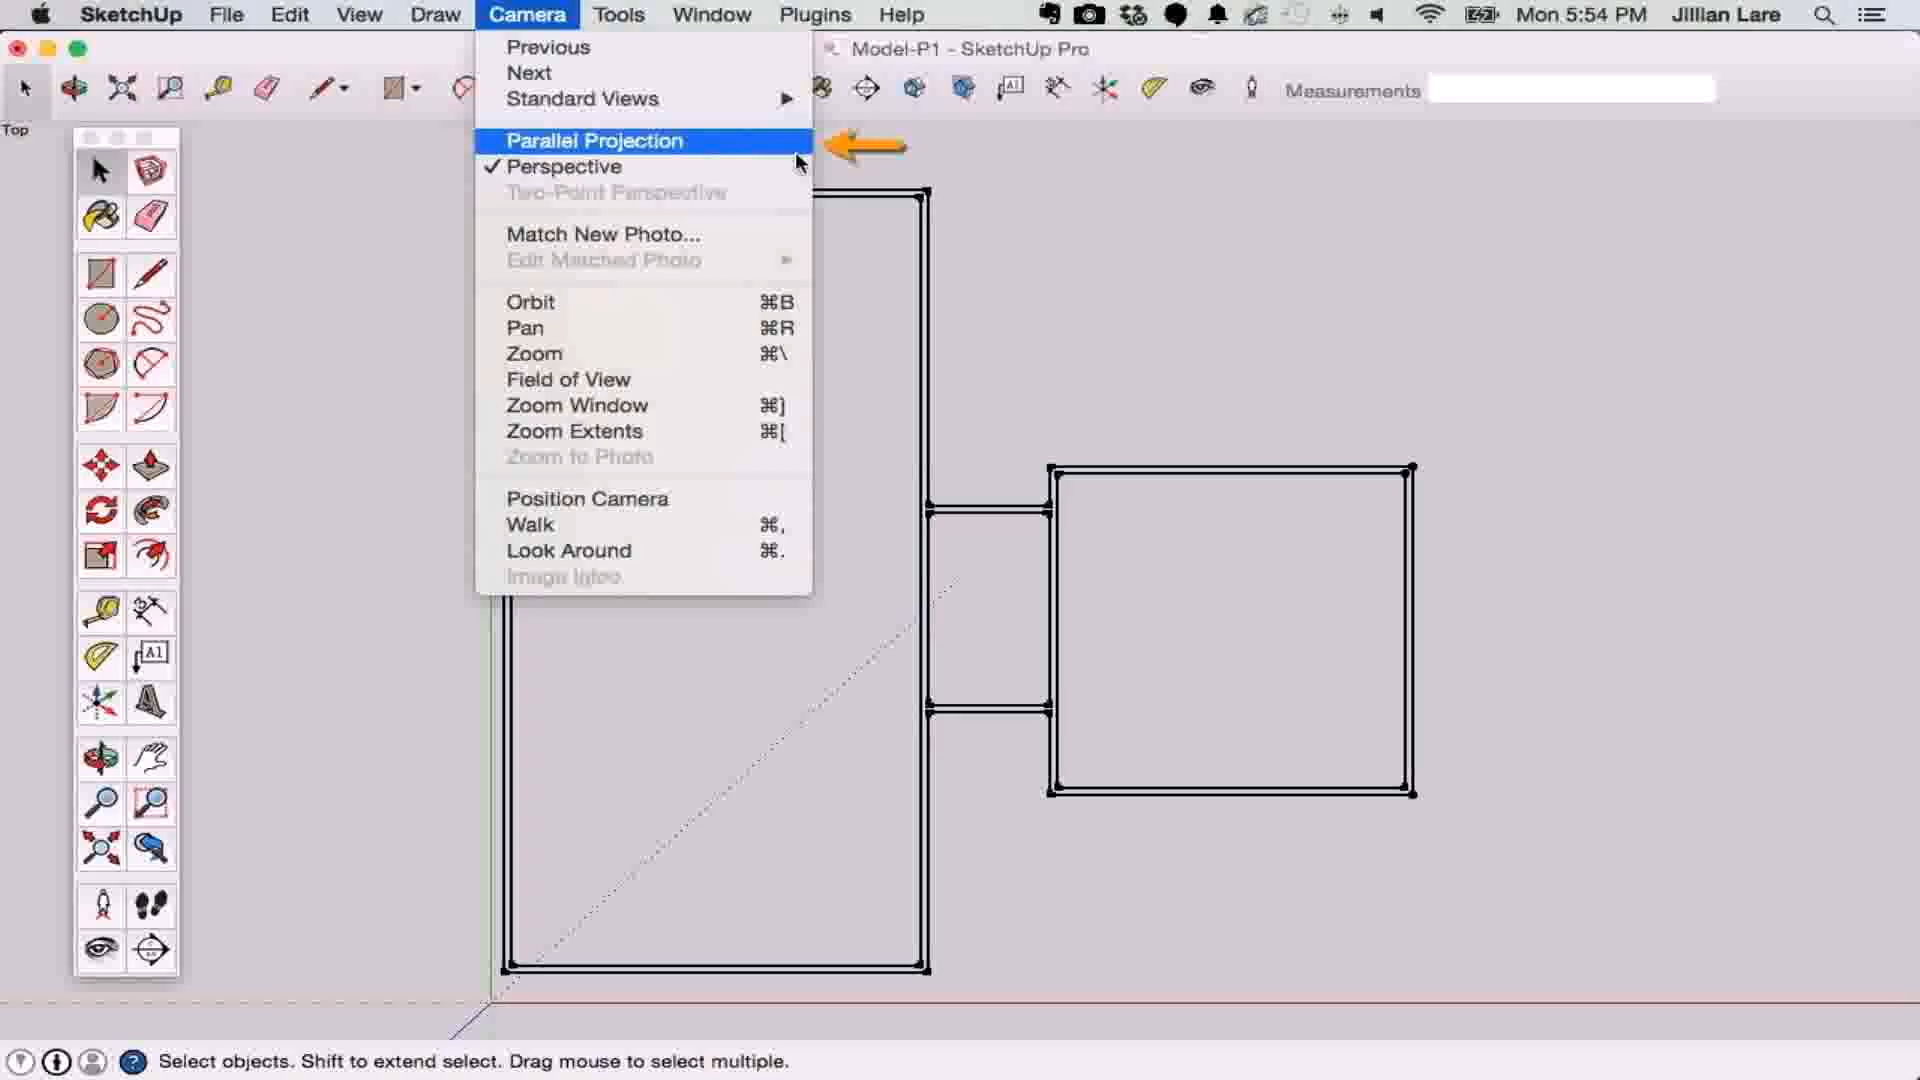 SketchUp File Edit View Draw Camera Tools Window Plugins Help Mon 5:54 PM Jillian Lare
Model-P1 - SketchUp Pro
Measurements
Top
Previous
Next
Standard Views
Parallel Projection
Perspective
Two-Point Perspective
Match New Photo...
Edit Matched Photo
Orbit ⌘B
Pan ⌘R
Zoom ⌘\
Field of View
Zoom Window ⌘]
Zoom Extents ⌘[
Zoom to Photo
Position Camera
Walk ⌘,
Look Around ⌘.
Image Igloo
A1
Select objects. Shift to extend select. Drag mouse to select multiple.